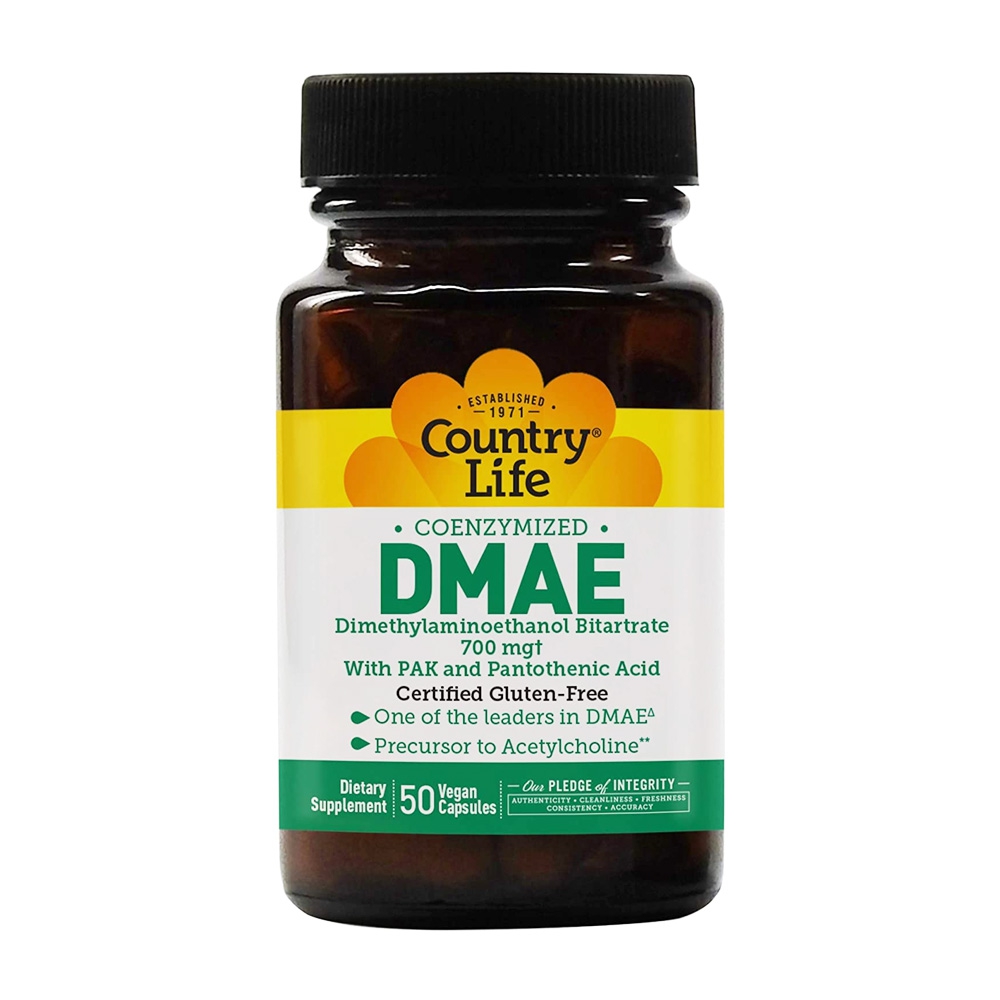 • ESTABLISHED •
—1971—
Country®
Life
• COENZYMIZED •
DMAE
Dimethylaminoethanol Bitartrate
700 mg†
With PAK and Pantothenic Acid
Certified Gluten-Free
One of the leaders in DMAEΔ
Precursor to Acetylcholine**
Dietary
Supplement
50 Vegan
Capsules
— Our PLEDGE of INTEGRITY —
AUTHENTICITY • CLEANLINESS • FRESHNESS
CONSISTENCY • ACCURACY